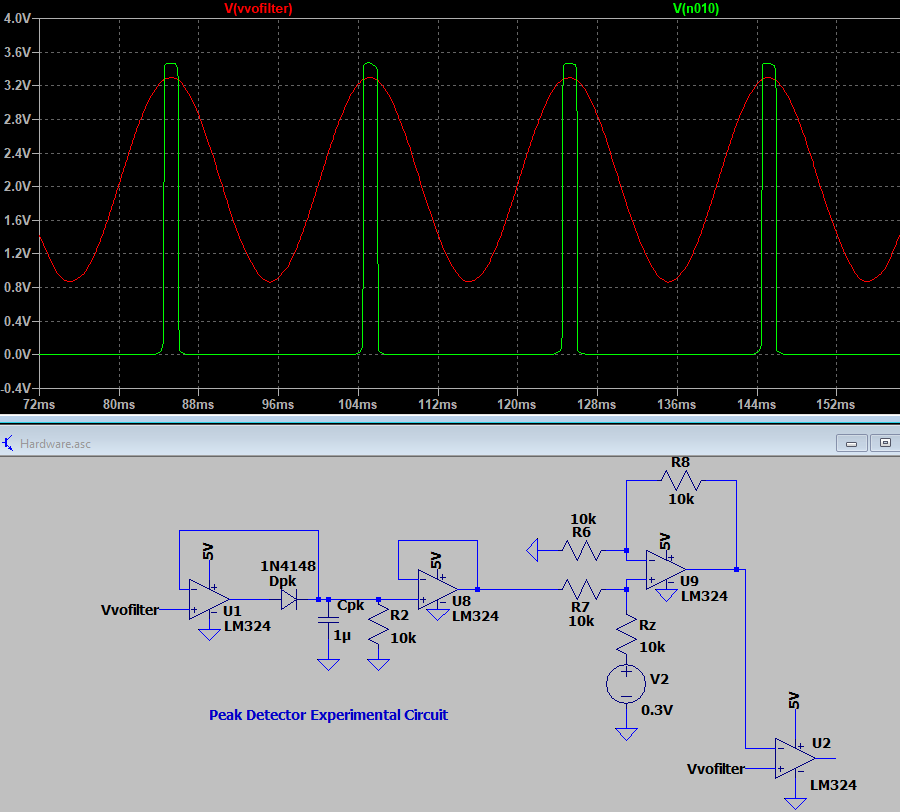 V(vvofilter) V(n010)
4.0V
3.6V
3.2V
2.8V
2.4V
2.0V
1.6V
1.2V
0.8V
0.4V
0.0V
-0.4V
72ms 80ms 88ms 96ms 104ms 112ms 120ms 128ms 136ms 144ms 152ms
Hardware.asc
R8
10k
10k
R6
5V
U9
LM324
5V
1N4148
Dpk
5V
Vvofilter
U1
LM324
Cpk
1µ
R2
10k
U8
LM324
R7
10k
Rz
10k
V2
0.3V
Peak Detector Experimental Circuit
5V
U2
Vvofilter
LM324